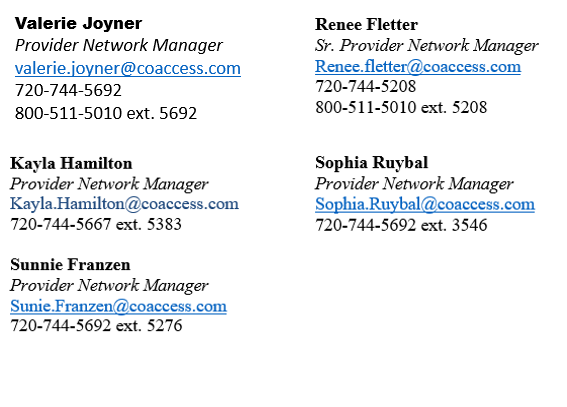 Valerie Joyner
Provider Network Manager
valerie.joyner@coaccess.com
720-744-5692
800-511-5010 ext. 5692
Renee Fletter
Sr. Provider Network Manager
Renee.fletter@coaccess.com
720-744-5208
800-511-5010 ext. 5208
Kayla Hamilton
Provider Network Manager
Kayla.Hamilton@coaccess.com
720-744-5667 ext. 5383
Sophia Ruybal
Provider Network Manager
Sophia.Ruybal@coaccess.com
720-744-5692 ext. 3546
Sunnie Franzen
Provider Network Manager
Sunie.Franzen@coaccess.com
720-744-5692 ext. 5276